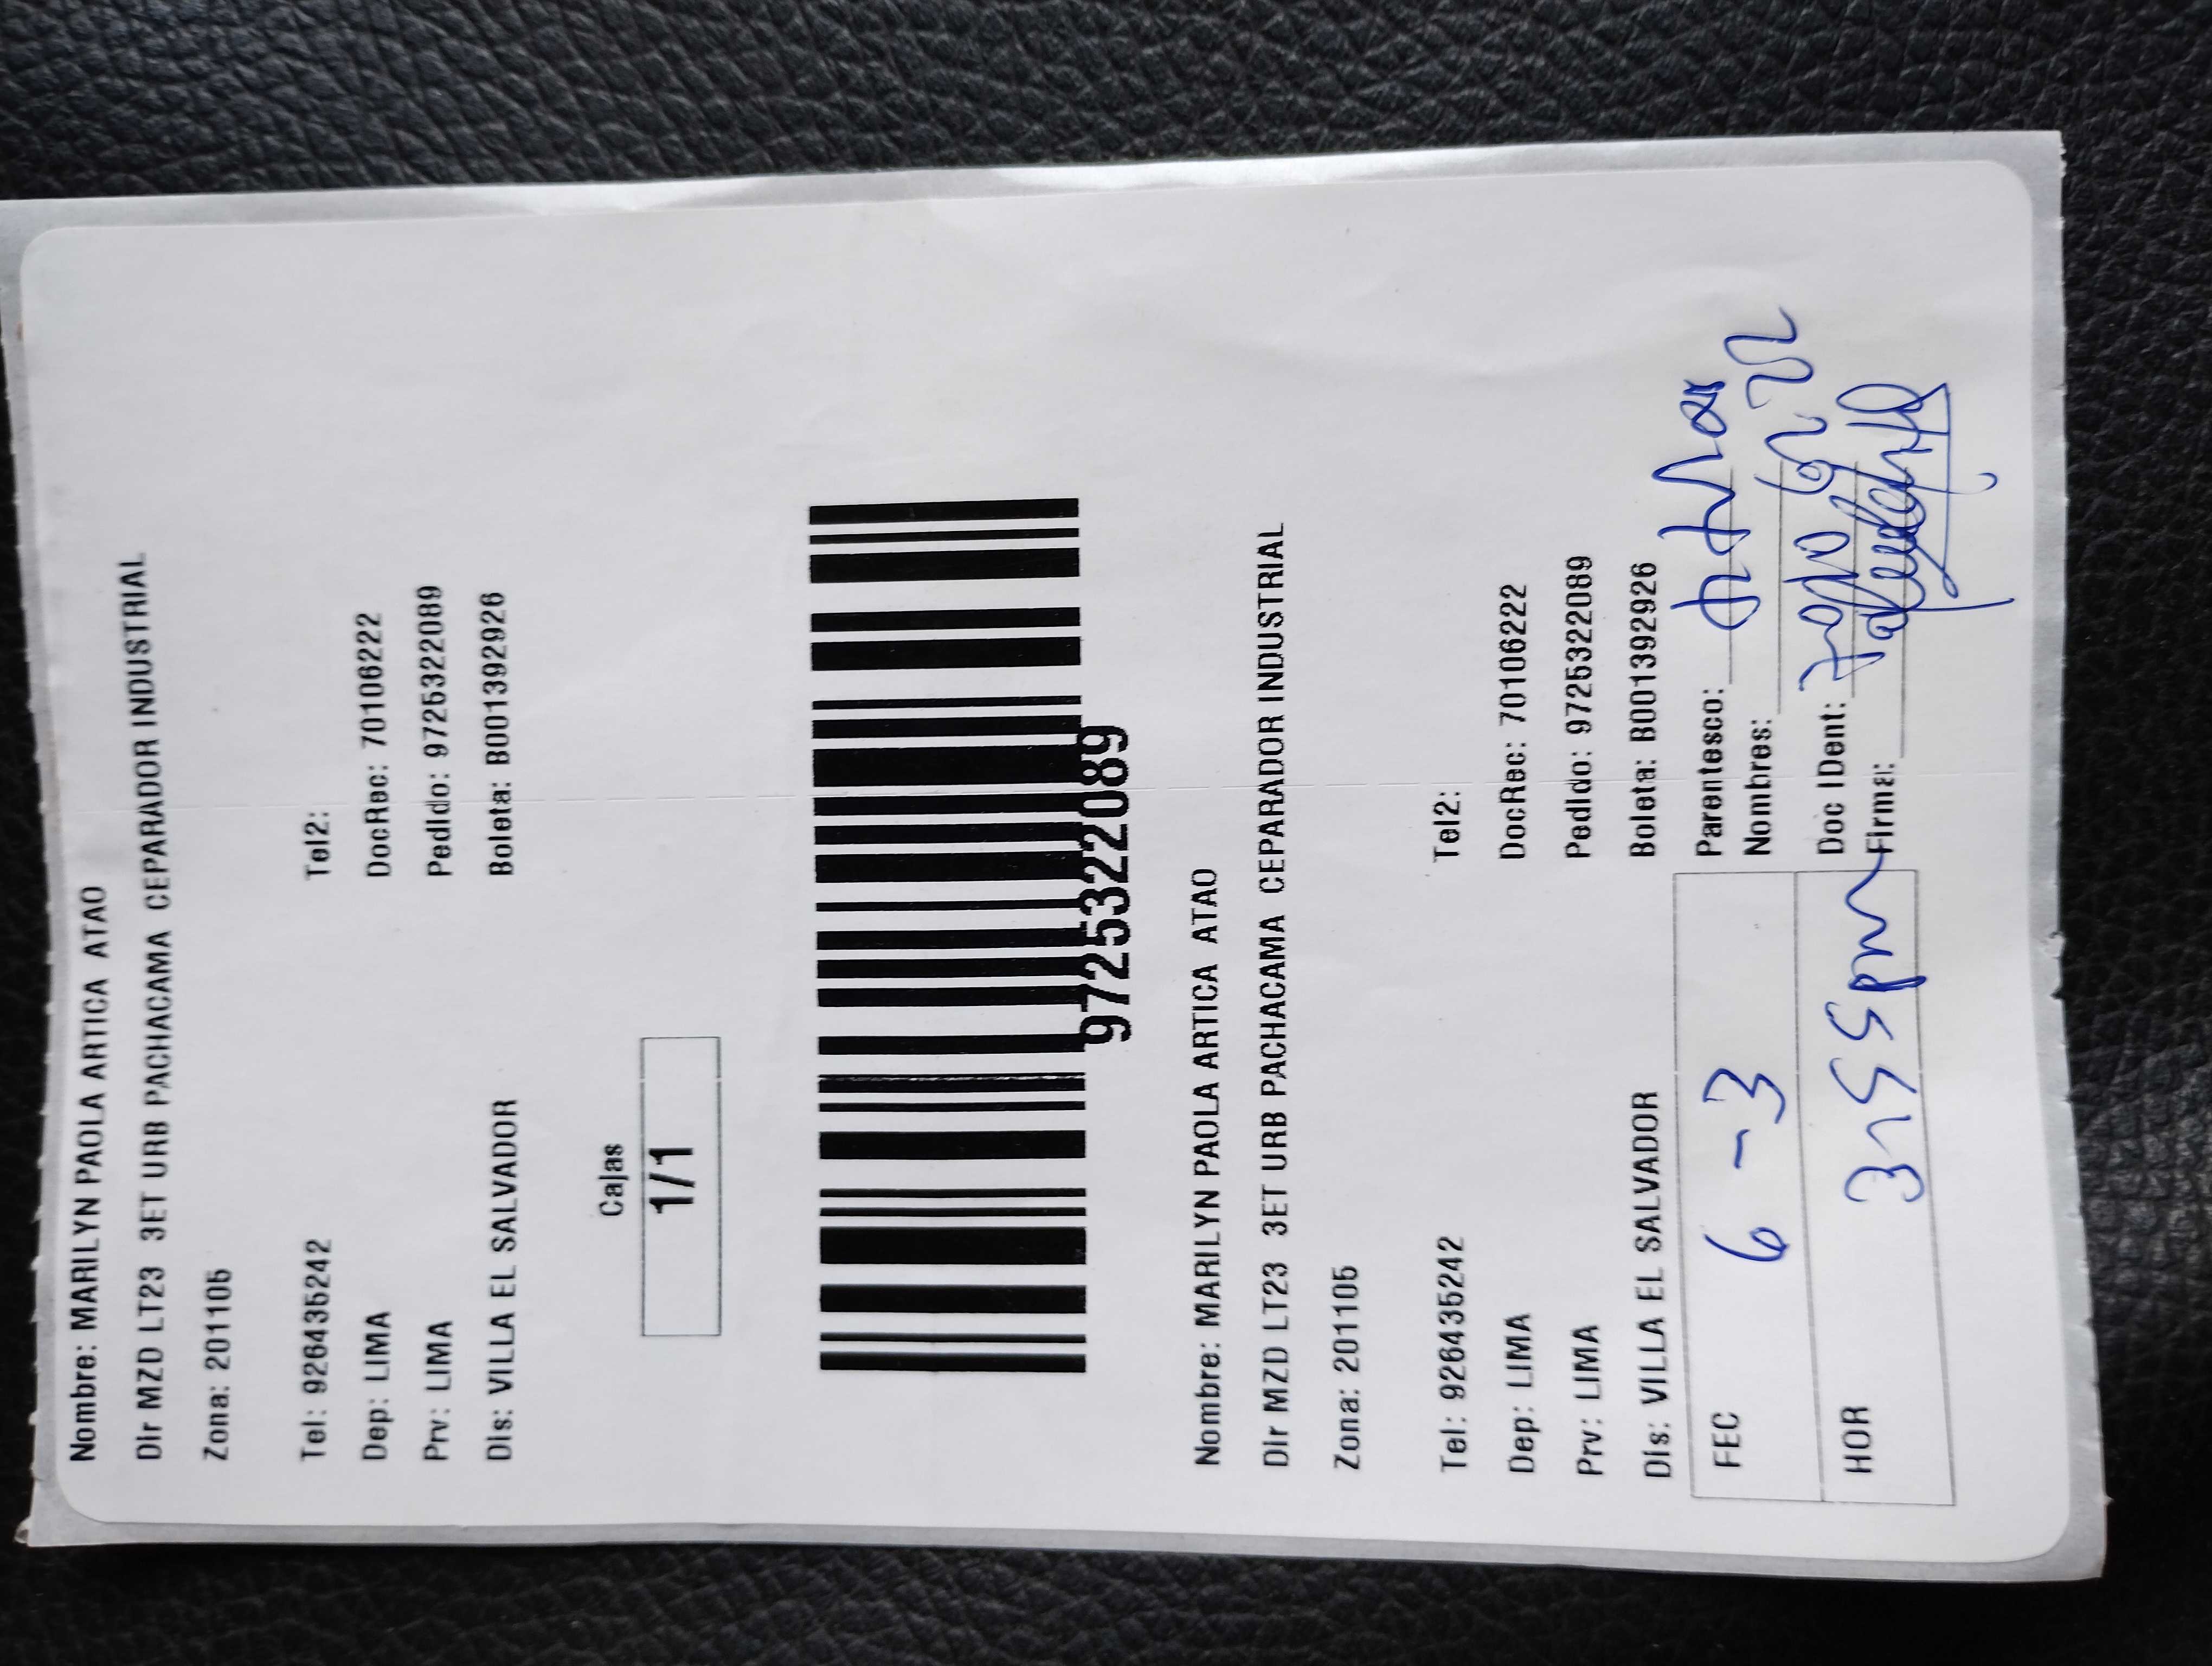 Nombre: MARILYN PAOLA ARTICA ATAO
Dir MZD LT23 3ET URB PACHACAMA CEPARADOR INDUSTRIAL
Zona: 201105
Tel: 926435242 Tel2:
Dep: LIMA DocRec: 70106222
Prv: LIMA Pedido: 9725322089
Dis: VILLA EL SALVADOR Boleta: B001392926
Cajas
1/1
9725322089
Nombre: MARILYN PAOLA ARTICA ATAO
Dir MZD LT23 3ET URB PACHACAMA CEPARADOR INDUSTRIAL
Zona: 201105
Tel: 926435242 Tel2:
Dep: LIMA DocRec: 70106222
Prv: LIMA Pedido: 9725322089
Dis: VILLA EL SALVADOR Boleta: B001392926
FEC 6-3 Parentesco: titular
Nombres:
HOR 3:55pm Doc IDent: 70106222
Firma: